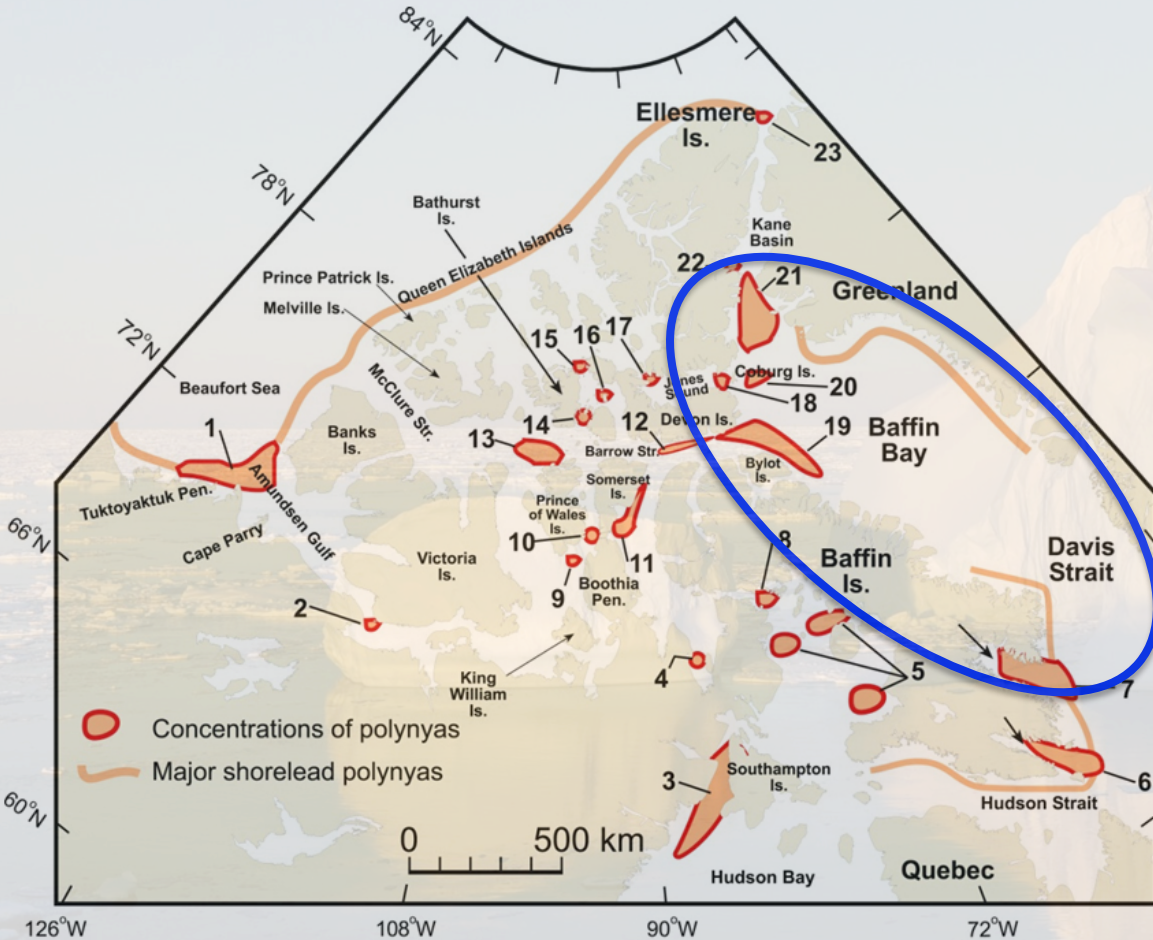 84°N
Ellesmere
Is.
23
78°N
Bathurst
Is.
Kane
Basin
Queen Elizabeth Islands
22
21
Prince Patrick Is.
Greenland
Melville Is.
72°N
15
16
17
Jones
Sound
Coburg Is.
20
18
Beaufort Sea
McClure Str.
1
14
12
Devon Is.
19
Baffin
Bay
Banks
Is.
13
Barrow Str.
Bylot
Is.
Tuktoyaktuk Pen.
Amundsen Gulf
Somerset
Is.
66°N
Cape Parry
Prince
of Wales
Is.
10
11
8
Baffin
Is.
Davis
Strait
Victoria
Is.
9
Boothia
Pen.
2
4
5
7
King
William
Is.
Concentrations of polynyas
Major shorelead polynyas
3
Southampton
Is.
6
60°N
Hudson Strait
0 500 km
Hudson Bay
Quebec
126°W 108°W 90°W 72°W